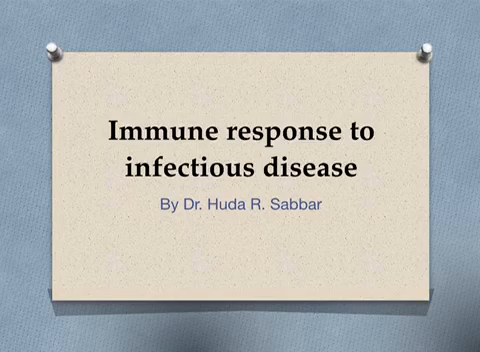 Immune response to
infectious disease
By Dr. Huda R. Sabbar